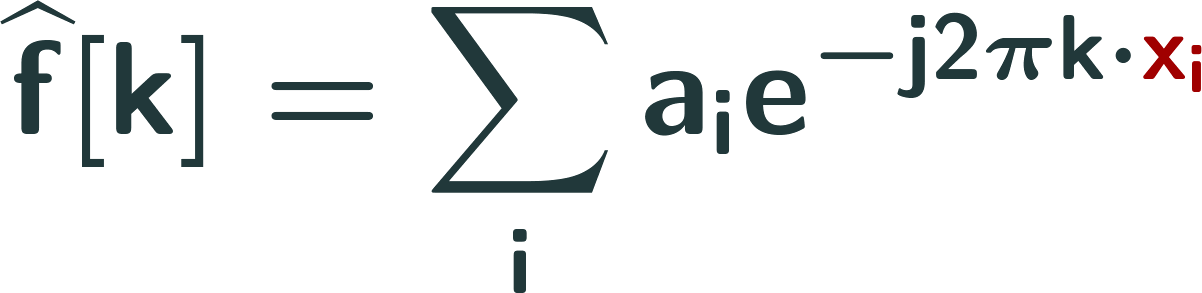 f̂[k] = ∑ᵢ aᵢe^{−j2πk·xᵢ}